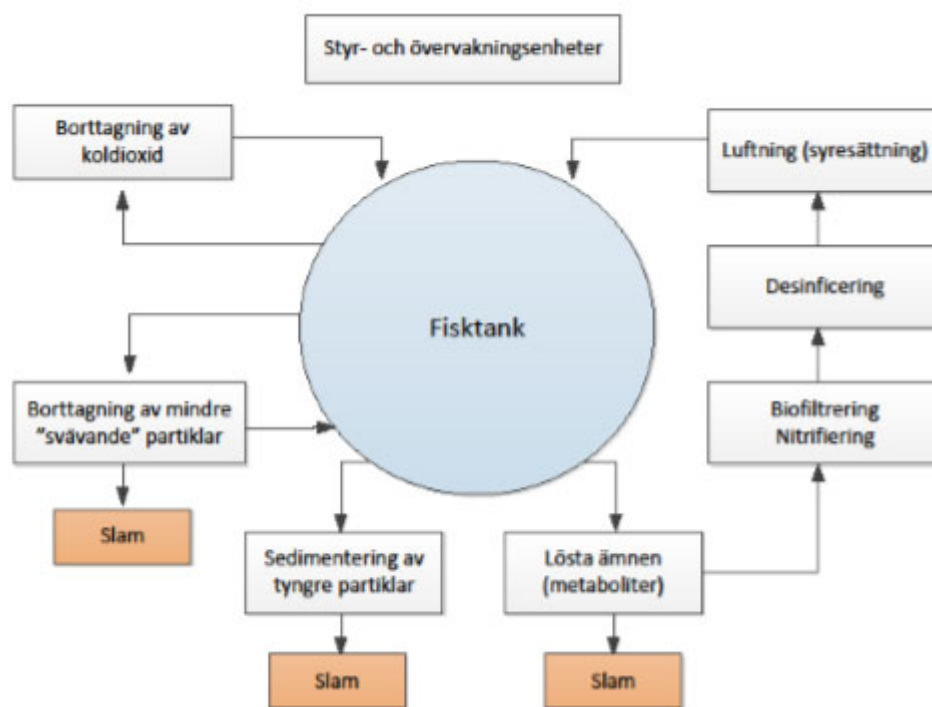 Styr- och övervakningsenheter
Borttagning av
koldioxid
Luftning (syresättning)
Desinficering
Fisktank
Borttagning av mindre
"svävande" partiklar
Biofiltrering
Nitrifiering
Slam
Sedimentering av
tyngre partiklar
Lösta ämnen
(metaboliter)
Slam
Slam